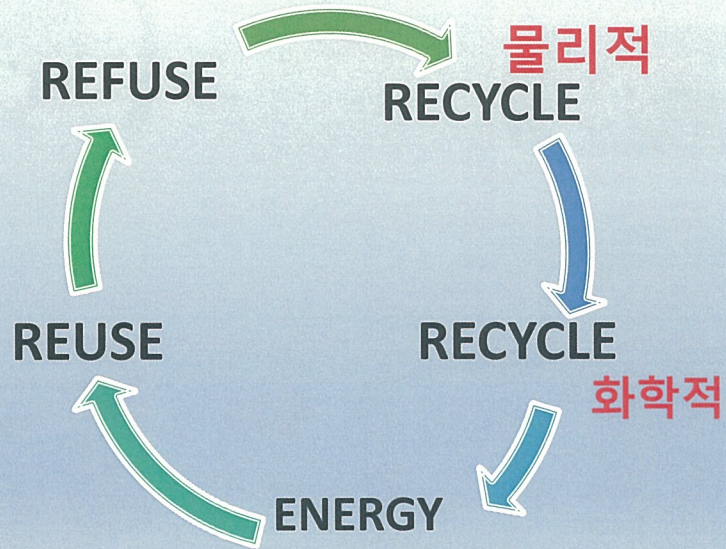 REFUSE
물리적
RECYCLE
RECYCLE
화학적
ENERGY
REUSE